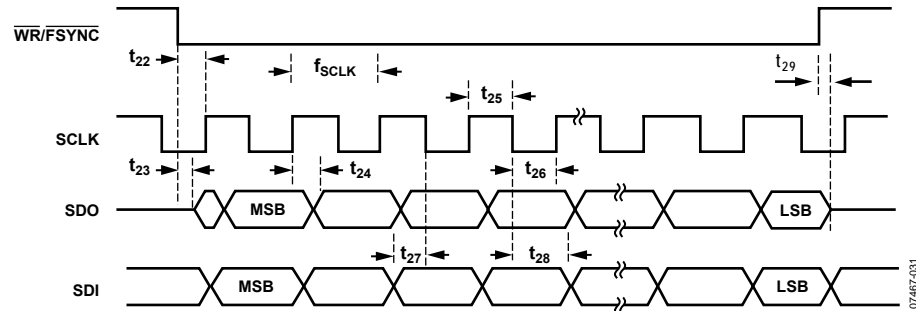 WR/FSYNC
t22
fSCLK
t29
t25
SCLK
t23
t24
t26
SDO
MSB
LSB
t27
t28
SDI
MSB
LSB
07467-031